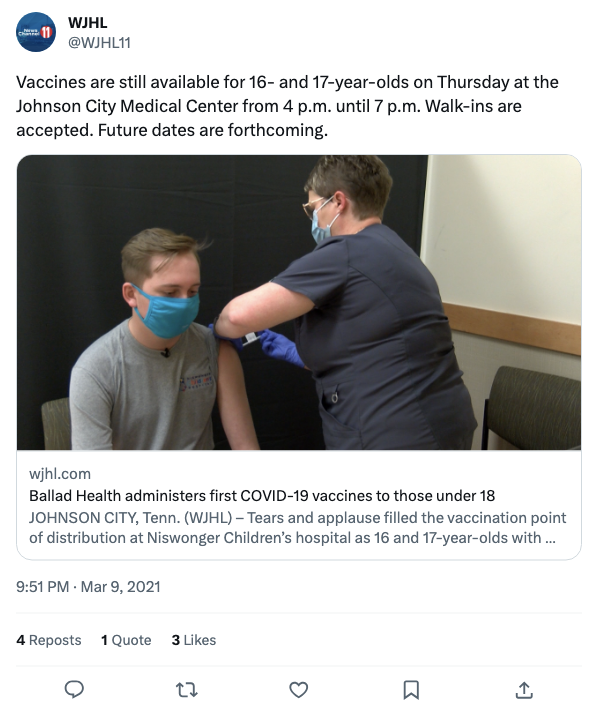 WJHL
@WJHL11
Vaccines are still available for 16- and 17-year-olds on Thursday at the
Johnson City Medical Center from 4 p.m. until 7 p.m. Walk-ins are
accepted. Future dates are forthcoming.
wjhl.com
Ballad Health administers first COVID-19 vaccines to those under 18
JOHNSON CITY, Tenn. (WJHL) – Tears and applause filled the vaccination point
of distribution at Niswonger Children's hospital as 16 and 17-year-olds with ...
9:51 PM · Mar 9, 2021
4 Reposts 1 Quote 3 Likes